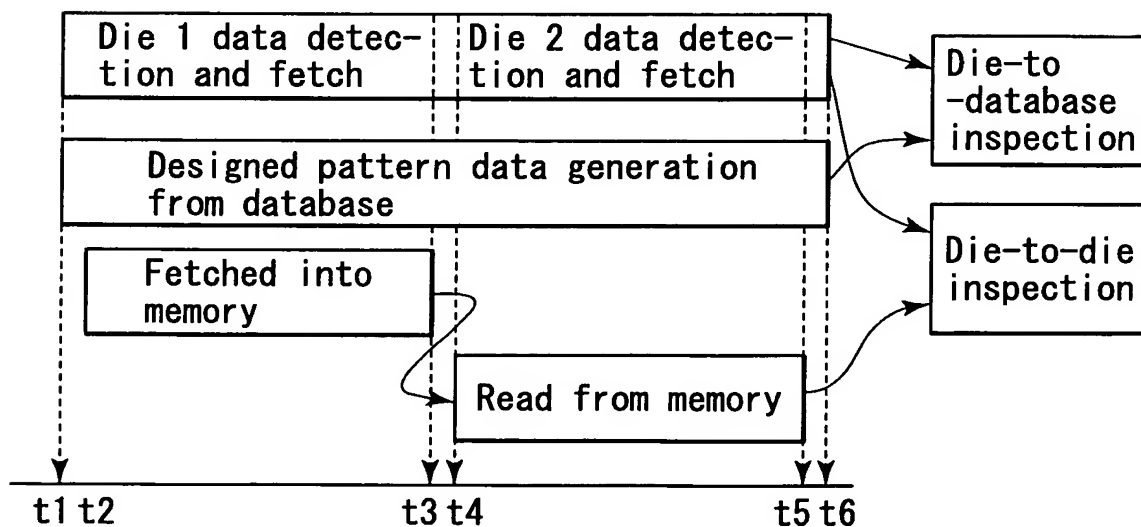 Die 1 data detec-
tion and fetch
Die 2 data detec-
tion and fetch
Die-to
-database
inspection
Designed pattern data generation
from database
Die-to-die
inspection
Fetched into
memory
Read from memory
t1 t2 t3 t4 t5 t6